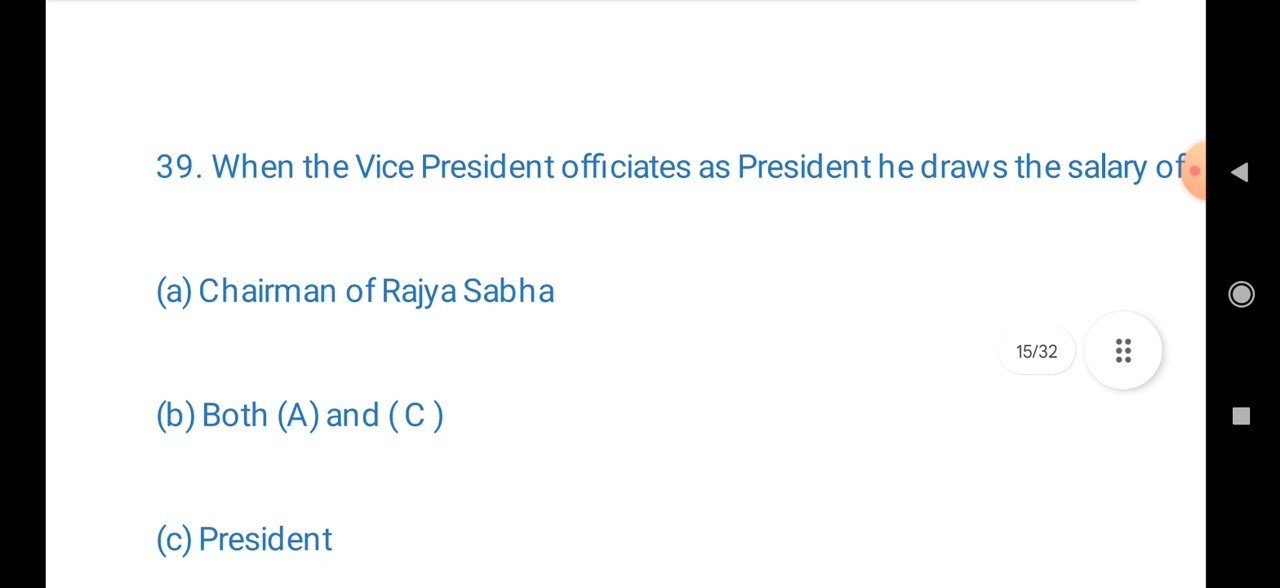 39. When the Vice President officiates as President he draws the salary of
(a) Chairman of Rajya Sabha
15/32
(b) Both (A) and ( C )
(c) President